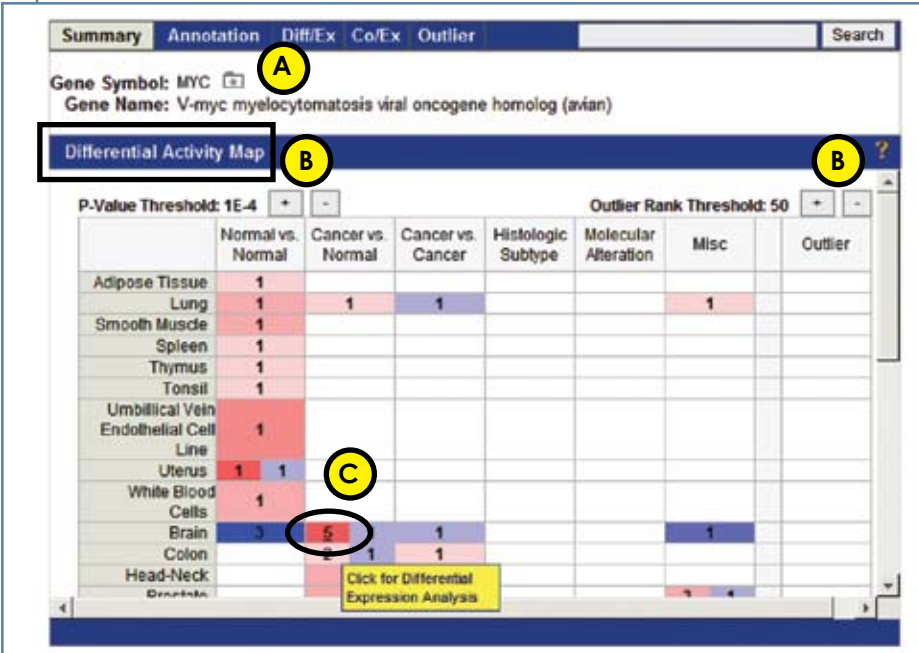 Summary Annotation Diff/Ex Co/Ex Outlier Search
A
Gene Symbol: MYC
Gene Name: V-myc myelocytomatosis viral oncogene homolog (avian)
Differential Activity Map B B ?
P-Value Threshold: 1E-4 + - Outlier Rank Threshold: 50 + -
Normal vs. Cancer vs. Cancer vs. Histologic Molecular Misc Outlier
Normal Normal Cancer Subtype Alteration
Adipose Tissue 1
Lung 1 1 1 1
Smooth Muscle 1
Spleen 1
Thymus 1
Tonsil 1
Umbillical Vein
Endothelial Cell 1
Line
Uterus 1 1
C
White Blood 1
Cells
Brain 3 5 1 1
Colon 2 1 1
Head-Neck
Click for Differential
Expression Analysis
Prostate